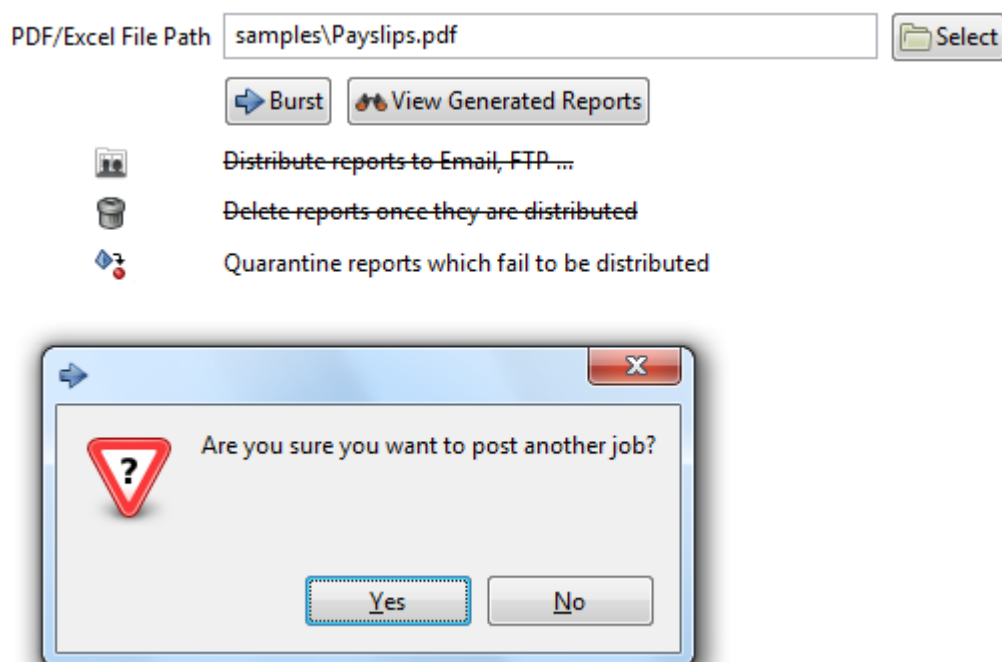 PDF/Excel File Path samples\Payslips.pdf Select
Burst View Generated Reports
Distribute reports to Email, FTP ...
Delete reports once they are distributed
Quarantine reports which fail to be distributed
Are you sure you want to post another job?
Yes No